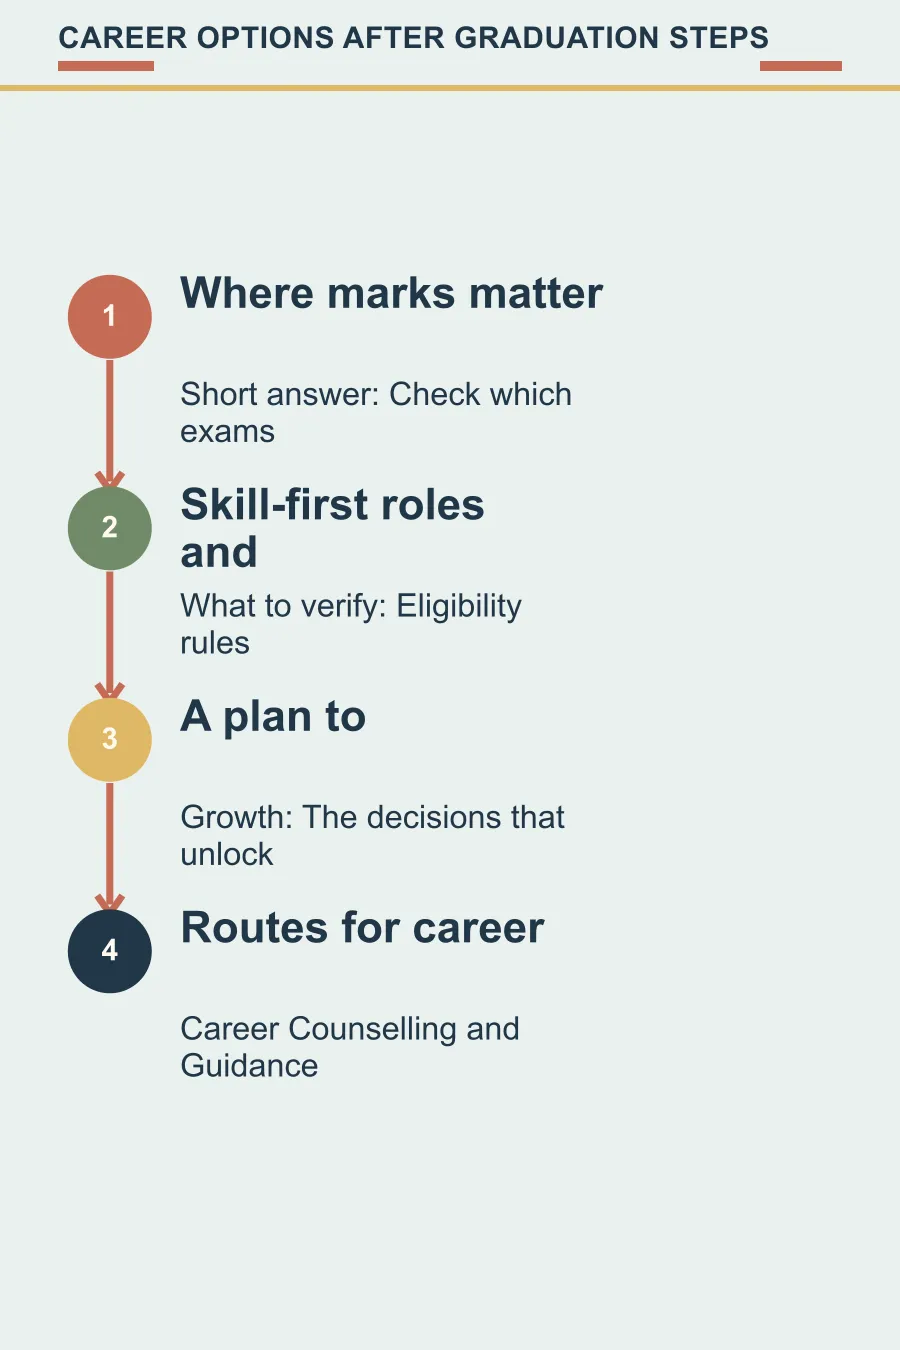 CAREER OPTIONS AFTER GRADUATION STEPS
1
Where marks matter
Short answer: Check which
exams
2
Skill-first roles
and
What to verify: Eligibility
rules
3
A plan to
Growth: The decisions that
unlock
4
Routes for career
Career Counselling and
Guidance